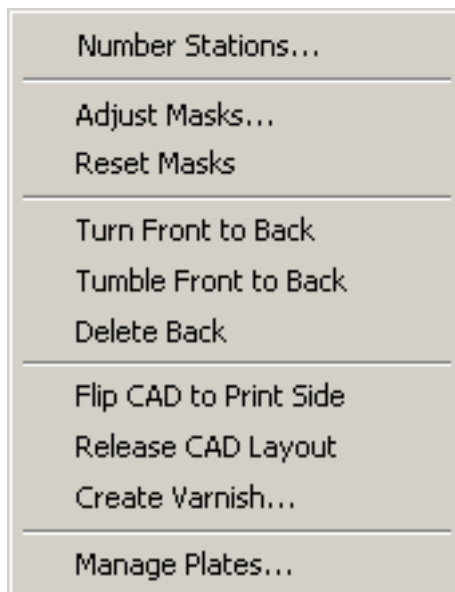 Number Stations...
Adjust Masks...
Reset Masks
Turn Front to Back
Tumble Front to Back
Delete Back
Flip CAD to Print Side
Release CAD Layout
Create Varnish...
Manage Plates...